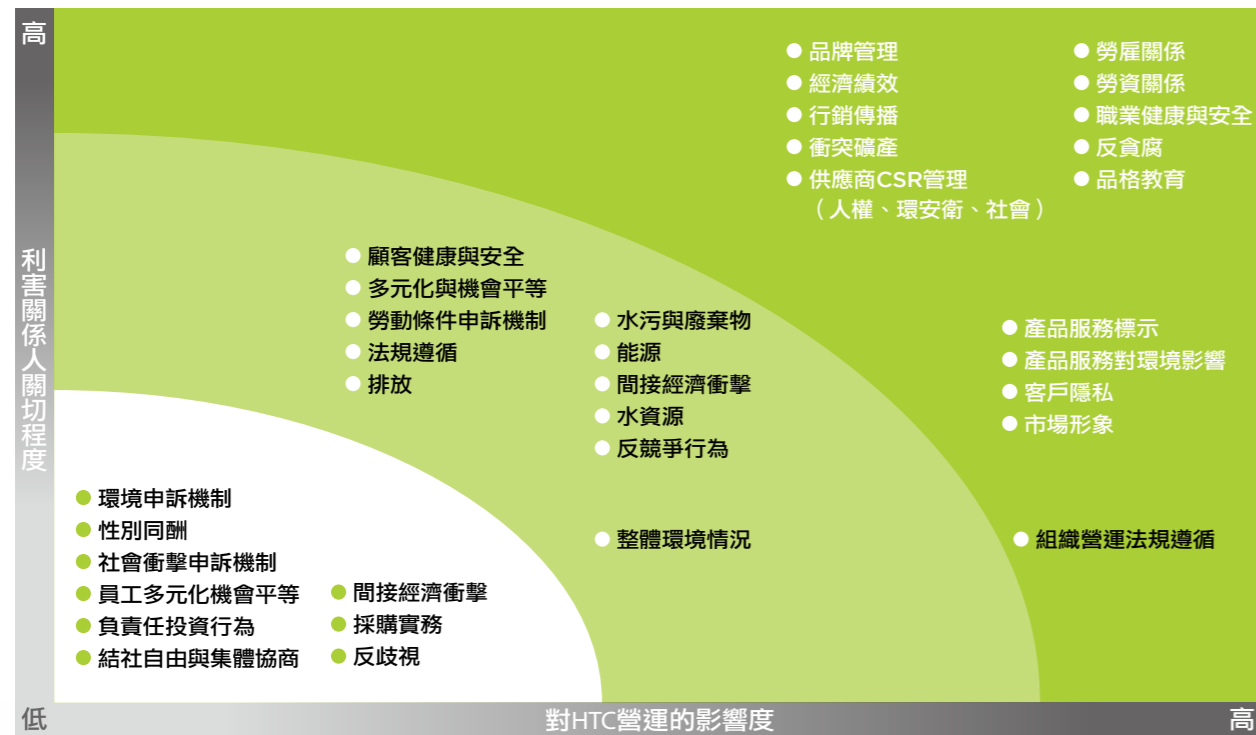 高
利害關係人關切程度
低
對HTC營運的影響度
高
品牌管理
經濟績效
行銷傳播
衝突礦產
供應商CSR管理
（人權、環安衛、社會）
勞雇關係
勞資關係
職業健康與安全
反貪腐
品格教育
顧客健康與安全
多元化與機會平等
勞動條件申訴機制
法規遵循
排放
水污與廢棄物
能源
間接經濟衝擊
水資源
反競爭行為
整體環境情況
產品服務標示
產品服務對環境影響
客戶隱私
市場形象
組織營運法規遵循
環境申訴機制
性別同酬
社會衝擊申訴機制
員工多元化機會平等
負責任投資行為
結社自由與集體協商
間接經濟衝擊
採購實務
反歧視